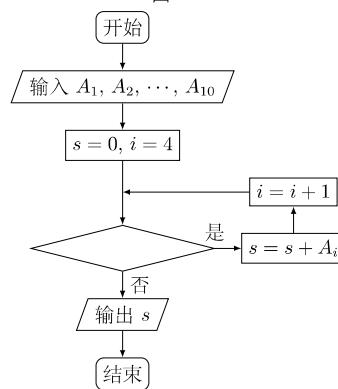 开始
输入 A₁, A₂, ⋯, A₁₀
s = 0, i = 4
i = i + 1
是
s = s + Aᵢ
否
输出 s
结束